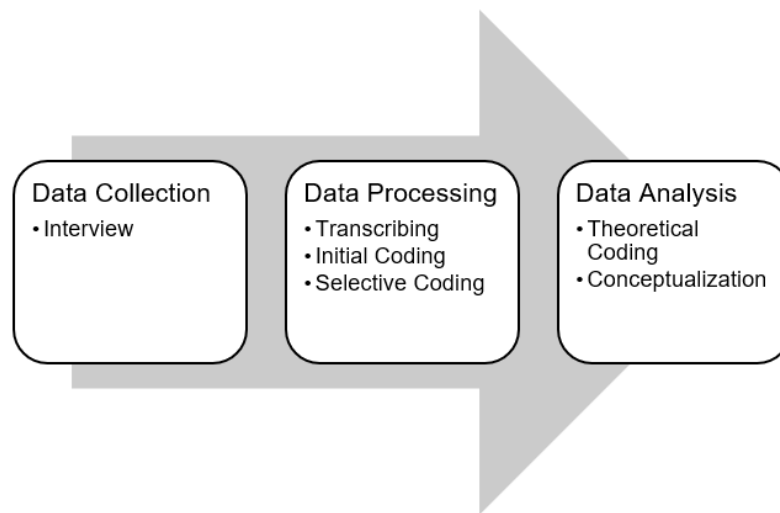 Data Collection
• Interview
Data Processing
• Transcribing
• Initial Coding
• Selective Coding
Data Analysis
• Theoretical
Coding
• Conceptualization